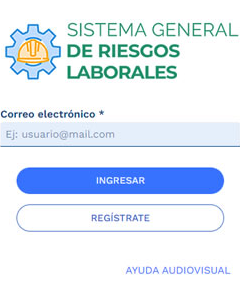 SISTEMA GENERAL
DE RIESGOS
LABORALES
Correo electrónico *
Ej: usuario@mail.com
INGRESAR
REGÍSTRATE
AYUDA AUDIOVISUAL